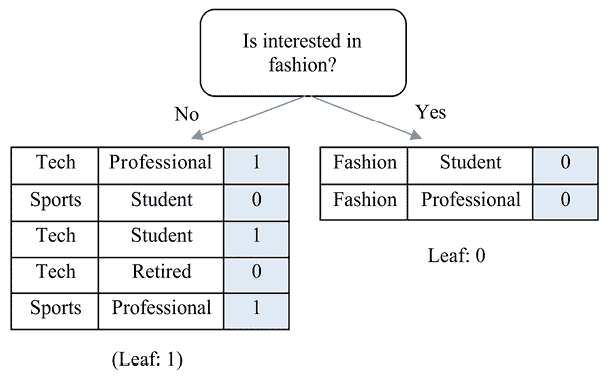 Is interested in
fashion?
No
Yes
Tech Professional 1
Sports Student 0
Tech Student 1
Tech Retired 0
Sports Professional 1
(Leaf: 1)
Fashion Student 0
Fashion Professional 0
Leaf: 0